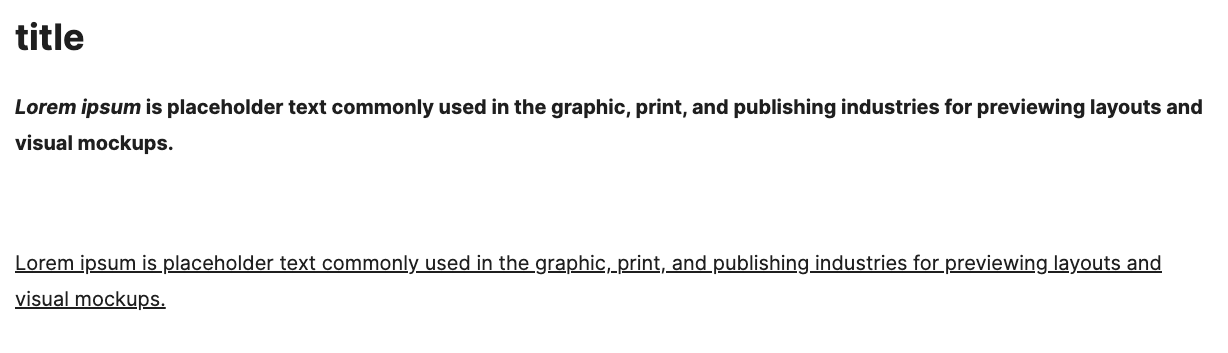 title
Lorem ipsum is placeholder text commonly used in the graphic, print, and publishing industries for previewing layouts and
visual mockups.
Lorem ipsum is placeholder text commonly used in the graphic, print, and publishing industries for previewing layouts and
visual mockups.